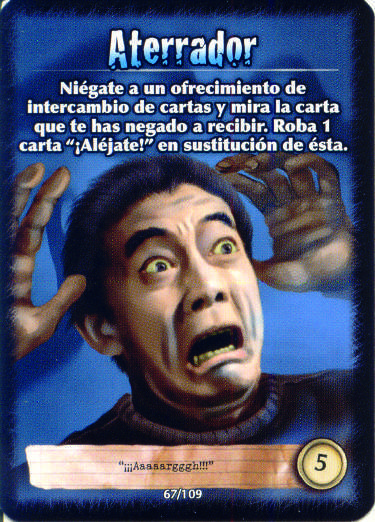 Aterrador
Niégate a un ofrecimiento de
intercambio de cartas y mira la carta
que te has negado a recibir. Roba 1
carta “¡Aléjate!” en sustitución de ésta.
“¡¡¡Aaaaargggh!!!”
5
67/109